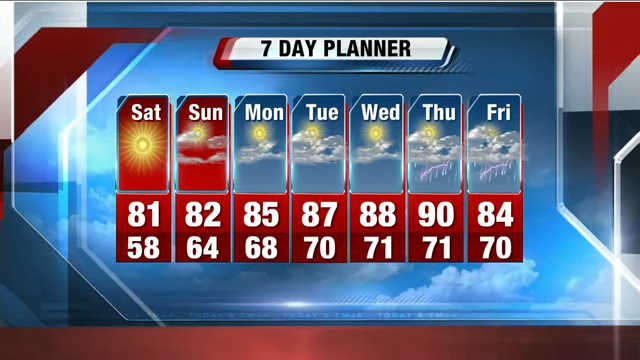 7 DAY PLANNER
Sat Sun Mon Tue Wed Thu Fri
81 82 85 87 88 90 84
58 64 68 70 71 71 70